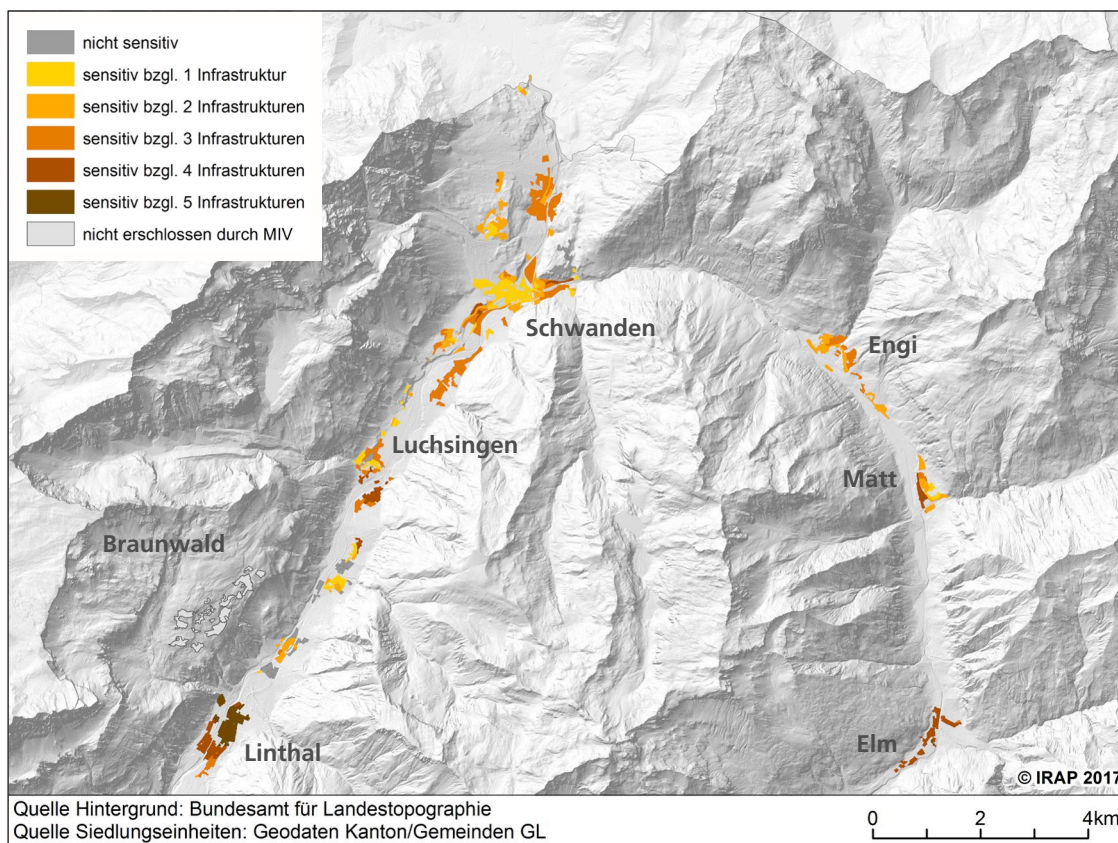 nicht sensitiv
sensitiv bzgl. 1 Infrastruktur
sensitiv bzgl. 2 Infrastrukturen
sensitiv bzgl. 3 Infrastrukturen
sensitiv bzgl. 4 Infrastrukturen
sensitiv bzgl. 5 Infrastrukturen
nicht erschlossen durch MIV
Schwanden
Engi
Luchsingen
Matt
Braunwald
Elm
Linthal
© IRAP 2017
Quelle Hintergrund: Bundesamt für Landestopographie
Quelle Siedlungseinheiten: Geodaten Kanton/Gemeinden GL
0 2 4km